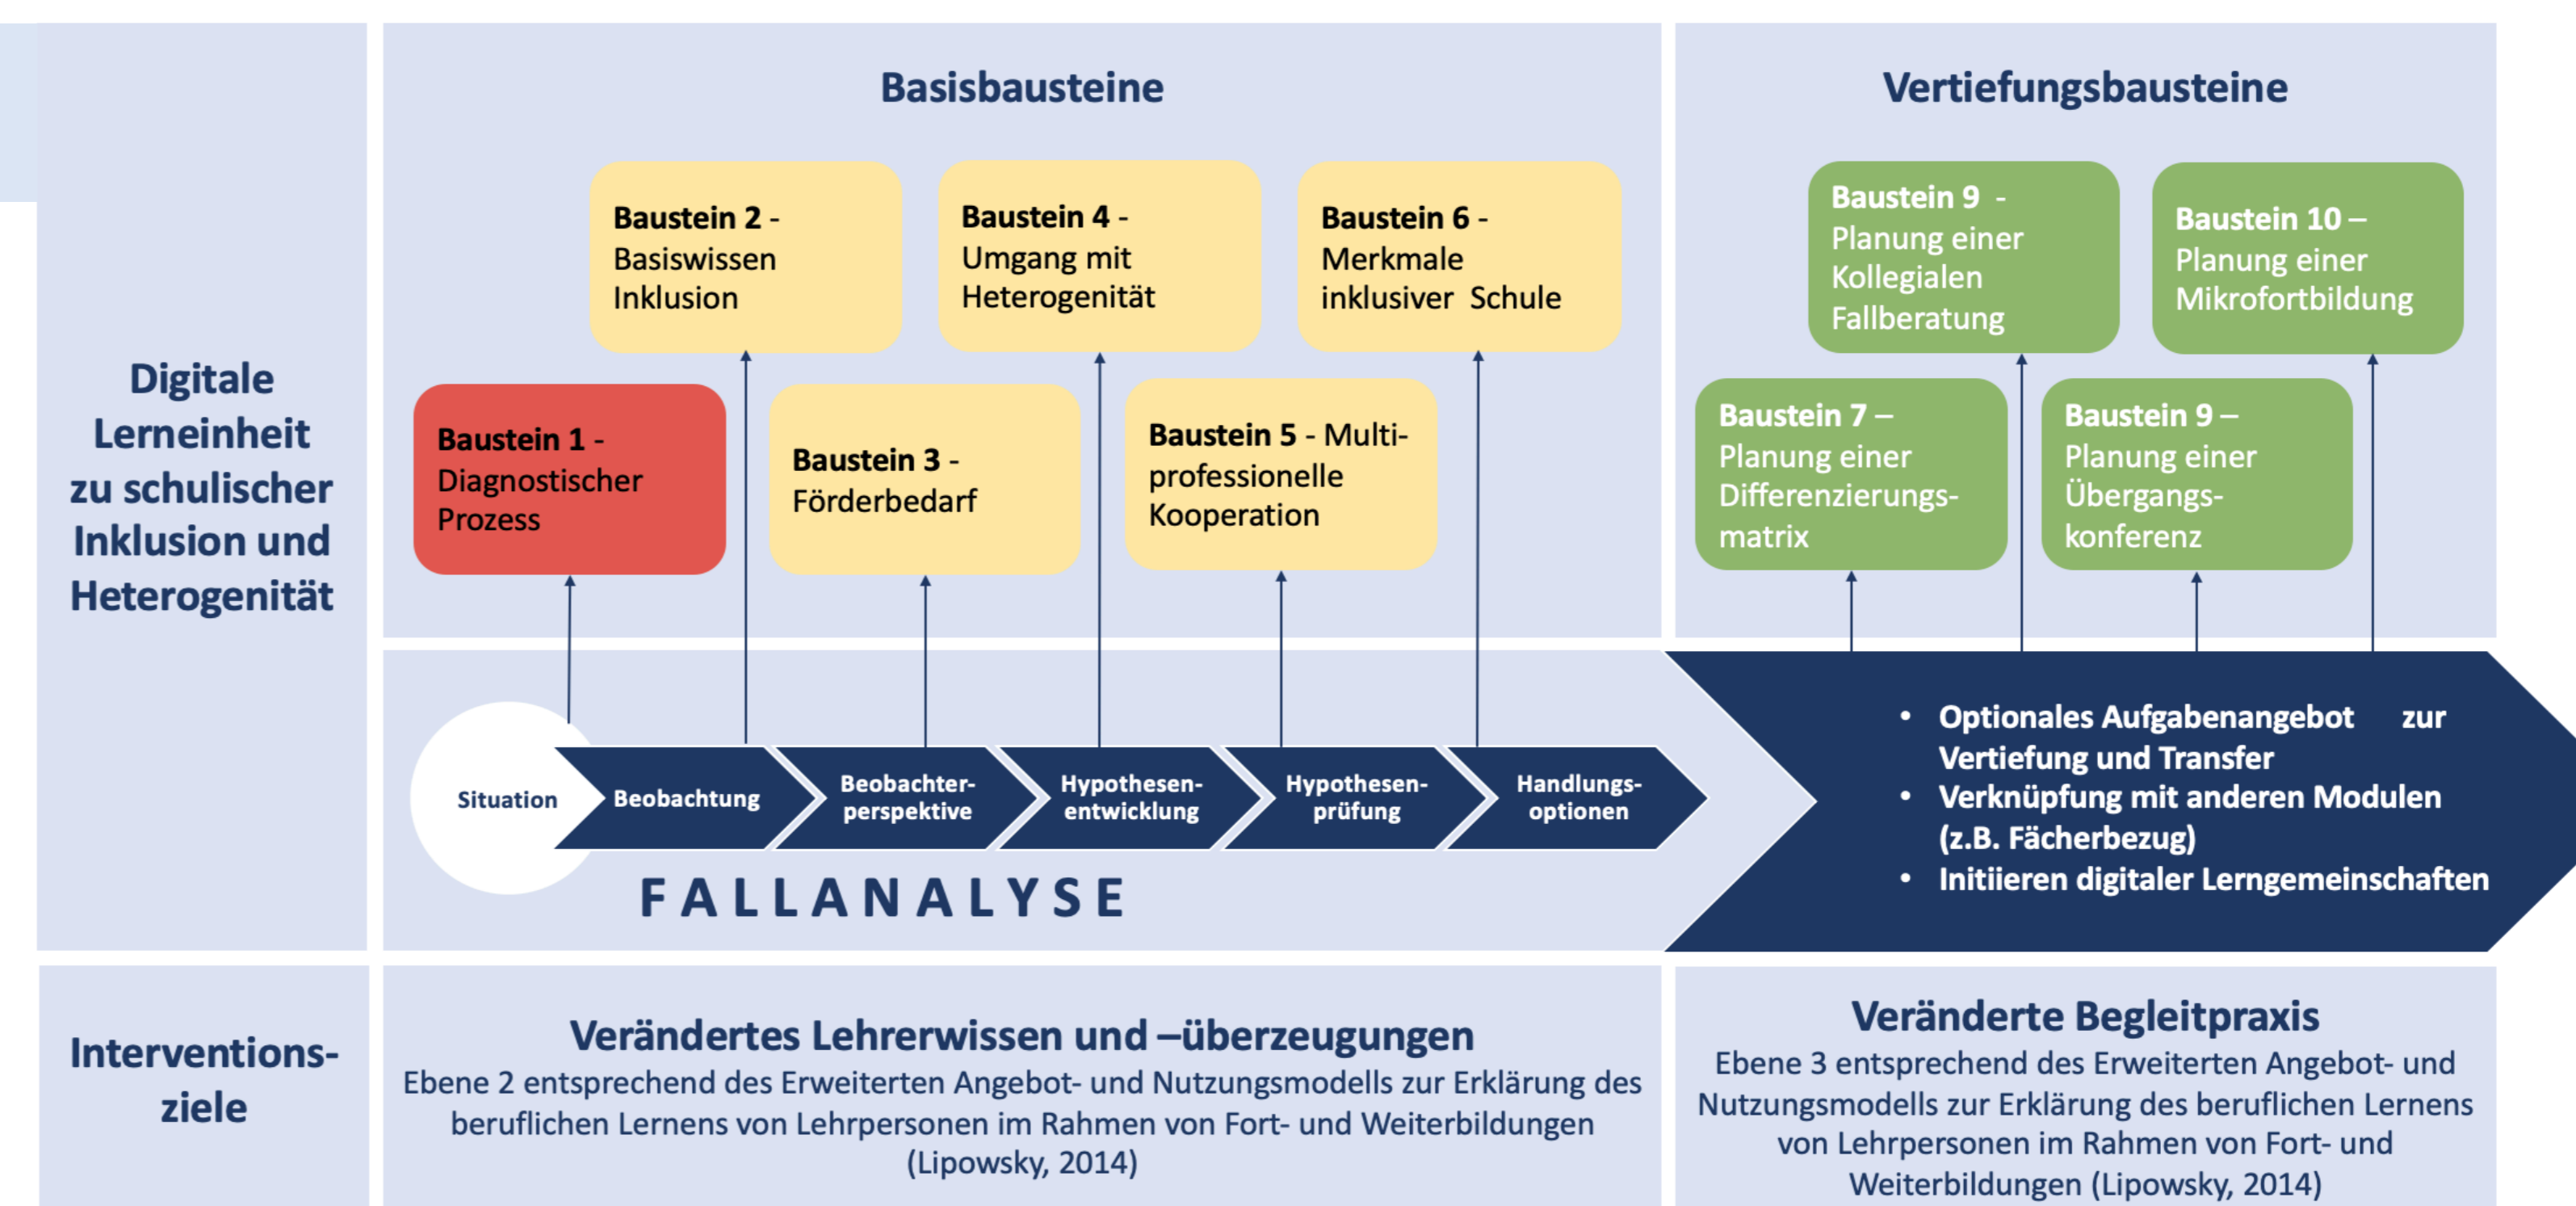 Digitale
Lerneinheit
zu schulischer
Inklusion und
Heterogenität
Basisbausteine
Baustein 1 -
Diagnostischer
Prozess
Baustein 2 -
Basiswissen
Inklusion
Baustein 3 -
Förderbedarf
Baustein 4 -
Umgang mit
Heterogenität
Baustein 5 - Multi-
professionelle
Kooperation
Baustein 6 -
Merkmale
inklusiver Schule
Vertiefungsbausteine
Baustein 7 –
Planung einer
Differenzierungs-
matrix
Baustein 9 -
Planung einer
Kollegialen
Fallberatung
Baustein 9 –
Planung einer
Übergangs-
konferenz
Baustein 10 –
Planung einer
Mikrofortbildung
Situation
Beobachtung
Beobachter-
perspektive
Hypothesen-
entwicklung
Hypothesen-
prüfung
Handlungs-
optionen
FALLANALYSE
• Optionales Aufgabenangebot zur
Vertiefung und Transfer
• Verknüpfung mit anderen Modulen
(z.B. Fächerbezug)
• Initiieren digitaler Lerngemeinschaften
Interventions-
ziele
Verändertes Lehrerwissen und –überzeugungen
Ebene 2 entsprechend des Erweiterten Angebot- und Nutzungsmodells zur Erklärung des
beruflichen Lernens von Lehrpersonen im Rahmen von Fort- und Weiterbildungen
(Lipowsky, 2014)
Veränderte Begleitpraxis
Ebene 3 entsprechend des Erweiterten Angebot- und
Nutzungsmodells zur Erklärung des beruflichen Lernens
von Lehrpersonen im Rahmen von Fort- und
Weiterbildungen (Lipowsky, 2014)